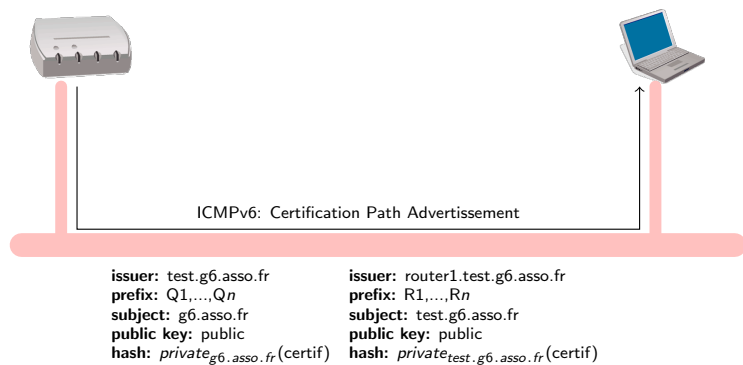 ICMPv6: Certification Path Advertissement
issuer: test.g6.asso.fr
prefix: Q1,...,Qn
subject: g6.asso.fr
public key: public
hash: private_g6.asso.fr(certif)
issuer: router1.test.g6.asso.fr
prefix: R1,...,Rn
subject: test.g6.asso.fr
public key: public
hash: private_test.g6.asso.fr(certif)